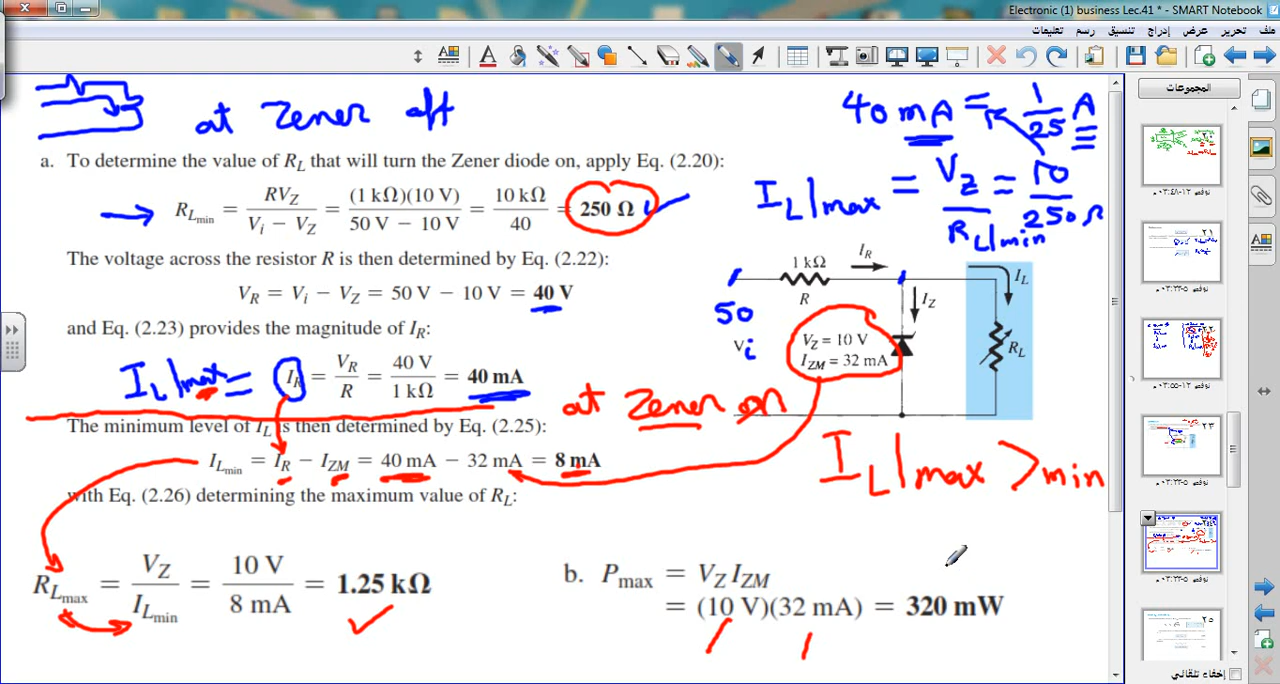 Electronic (1) business Lec.41 * - SMART Notebook
ملف تحرير عرض إدراج تنسيق رسم تعليمات
at Zener off
40 mA = 1/25 A
a. To determine the value of R_L that will turn the Zener diode on, apply Eq. (2.20):
R_Lmin = RV_Z / (V_i − V_Z) = (1 kΩ)(10 V) / (50 V − 10 V) = 10 kΩ / 40 = 250 Ω
I_L|max = V_Z / R_L|min = 10 / 250 Ω
The voltage across the resistor R is then determined by Eq. (2.22):
V_R = V_i − V_Z = 50 V − 10 V = 40 V
and Eq. (2.23) provides the magnitude of I_R:
I_L|max = I_R = V_R / R = 40 V / 1 kΩ = 40 mA
1 kΩ
I_R
R
50
V i
I_Z
I_L
V_Z = 10 V
I_ZM = 32 mA
R_L
at Zener on
The minimum level of I_L is then determined by Eq. (2.25):
I_Lmin = I_R − I_ZM = 40 mA − 32 mA = 8 mA
I_L|max > min
with Eq. (2.26) determining the maximum value of R_L:
R_Lmax = V_Z / I_Lmin = 10 V / 8 mA = 1.25 kΩ
b. P_max = V_Z I_ZM
= (10 V)(32 mA) = 320 mW
المجموعات
٢١
٢٣
٢٥
إخفاء تلقائي